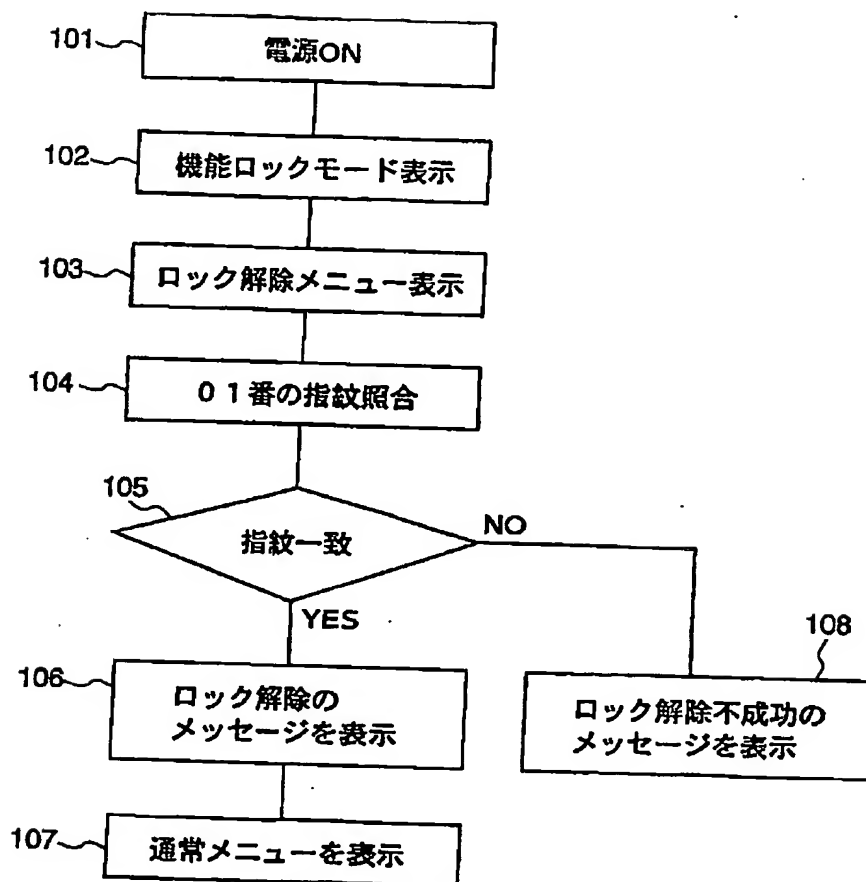 101
電源ON
102
機能ロックモード表示
103
ロック解除メニュー表示
104
01番の指紋照合
105
指紋一致
NO
YES
106
ロック解除の
メッセージを表示
108
ロック解除不成功の
メッセージを表示
107
通常メニューを表示